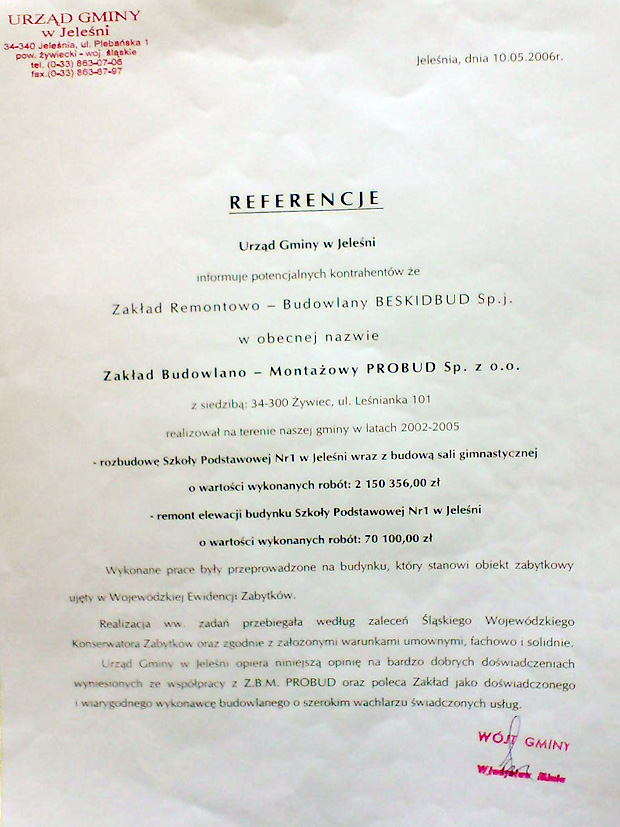 URZĄD GMINY
w Jeleśni
34-340 Jeleśnia, ul. Plebańska 1
pow. żywiecki - woj. śląskie
tel. (0-33) 863-07-06
fax.(0-33) 863-67-97
Jeleśnia, dnia 10.05.2006r.
REFERENCJE
Urząd Gminy w Jeleśni
informuje potencjalnych kontrahentów że
Zakład Remontowo – Budowlany BESKIDBUD Sp.j.
w obecnej nazwie
Zakład Budowlano – Montażowy PROBUD Sp. z o.o.
z siedzibą: 34-300 Żywiec, ul. Leśnianka 101
realizował na terenie naszej gminy w latach 2002-2005
- rozbudowę Szkoły Podstawowej Nr1 w Jeleśni wraz z budową sali gimnastycznej
o wartości wykonanych robót: 2 150 356,00 zł
- remont elewacji budynku Szkoły Podstawowej Nr1 w Jeleśni
o wartości wykonanych robót: 70 100,00 zł
Wykonane prace były przeprowadzone na budynku, który stanowi obiekt zabytkowy
ujęty w Wojewódzkiej Ewidencji Zabytków.
Realizacja ww. zadań przebiegała według zaleceń Śląskiego Wojewódzkiego
Konserwatora Zabytków oraz zgodnie z założonymi warunkami umownymi, fachowo i solidnie.
Urząd Gminy w Jeleśni opiera niniejszą opinię na bardzo dobrych doświadczeniach
wyniesionych ze współpracy z Z.B.M. PROBUD oraz poleca Zakład jako doświadczonego
i wiarygodnego wykonawcę budowlanego o szerokim wachlarzu świadczonych usług.
WÓJT GMINY
Władysław